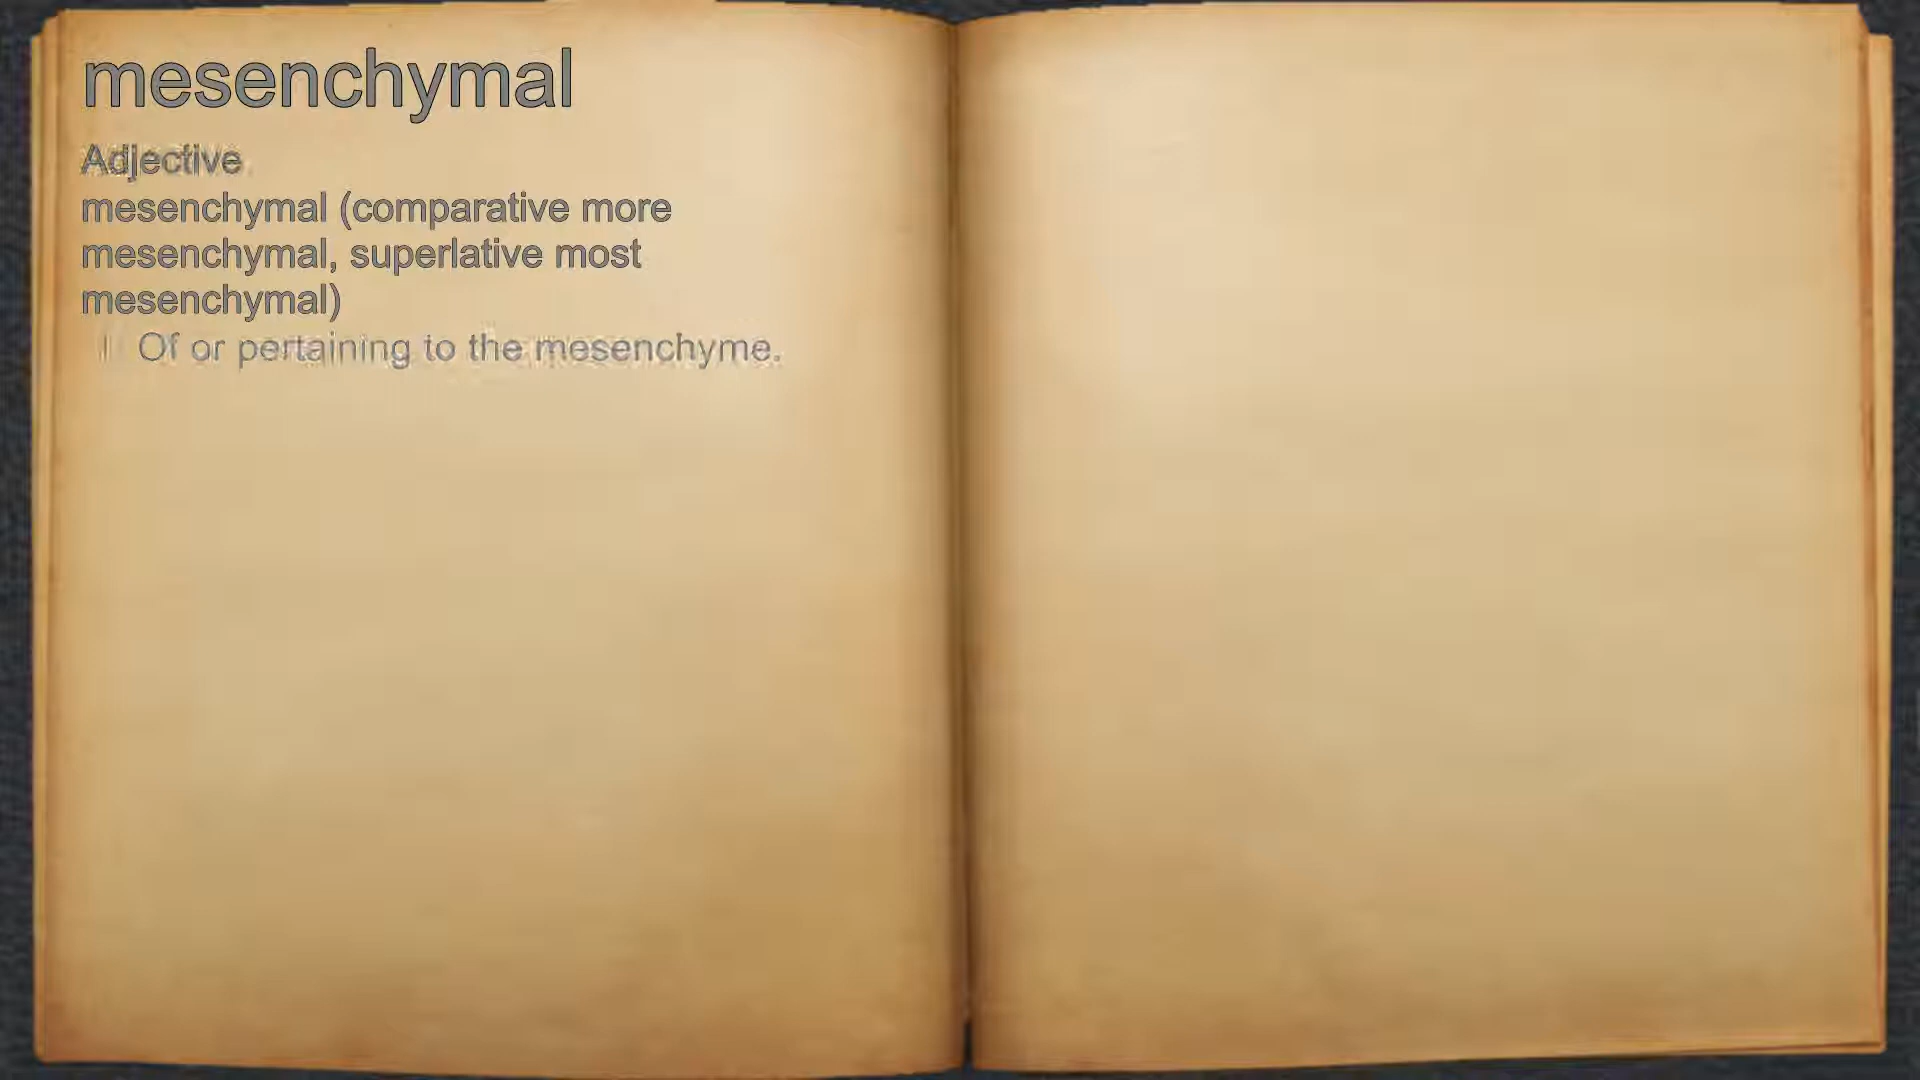 mesenchymal
Adjective
mesenchymal (comparative more
mesenchymal, superlative most
mesenchymal)
Of or pertaining to the mesenchyme.